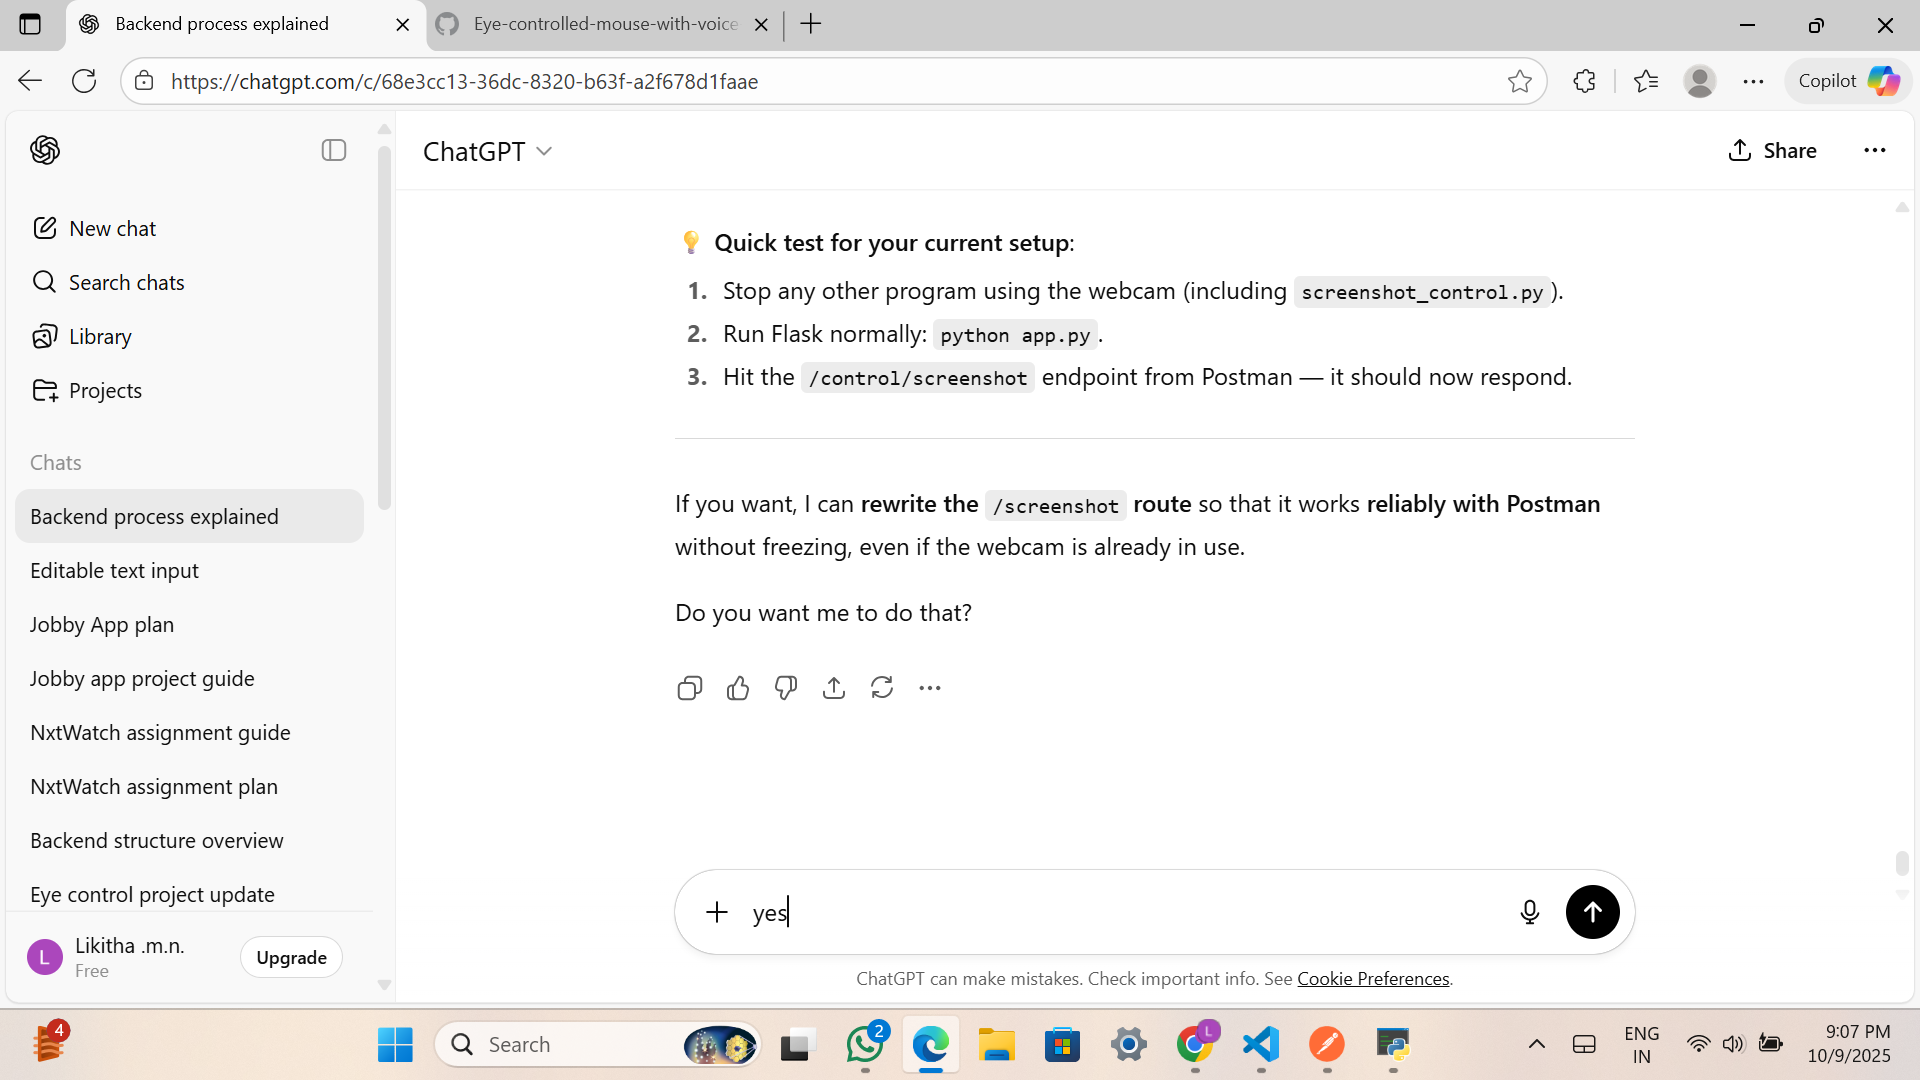 Backend process explained
Eye-controlled-mouse-with-voice
https://chatgpt.com/c/68e3cc13-36dc-8320-b63f-a2f678d1faae
Copilot
ChatGPT
Share
New chat
Search chats
Library
Projects
Chats
Backend process explained
Editable text input
Jobby App plan
Jobby app project guide
NxtWatch assignment guide
NxtWatch assignment plan
Backend structure overview
Eye control project update
L
Likitha .m.n.
Free
Upgrade
💡 Quick test for your current setup:
1. Stop any other program using the webcam (including screenshot_control.py).
2. Run Flask normally: python app.py.
3. Hit the /control/screenshot endpoint from Postman — it should now respond.
If you want, I can rewrite the /screenshot route so that it works reliably with Postman
without freezing, even if the webcam is already in use.
Do you want me to do that?
yes
ChatGPT can make mistakes. Check important info. See Cookie Preferences.
4
Search
2
L
ENG
IN
9:07 PM
10/9/2025